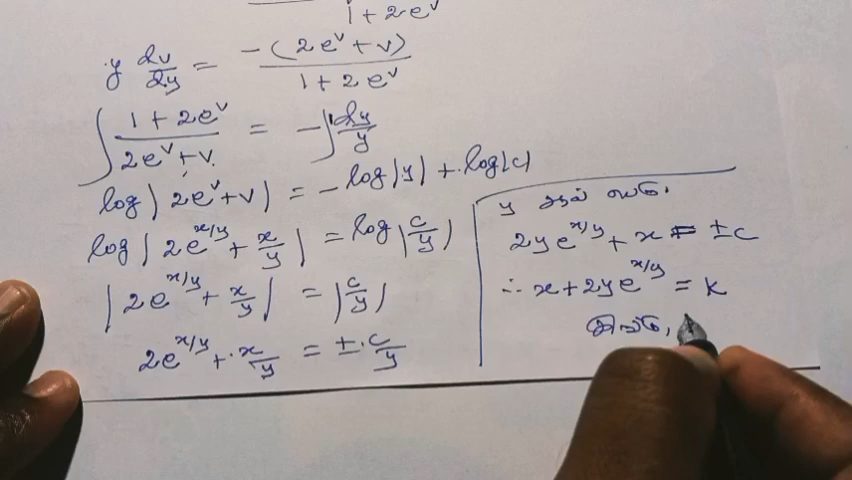 1 + 2e^v
y dv/dy = -(2e^v + v) / 1 + 2e^v
∫ 1 + 2e^v / 2e^v + v = -∫ dy/y
log|2e^v + v| = -log|y| + log|c|
log|2e^(x/y) + x/y| = log|c/y|
|2e^(x/y) + x/y| = |c/y|
2e^(x/y) + x/y = ± c/y
y
2ye^(x/y) + x = ±c
∴ x + 2ye^(x/y) = k